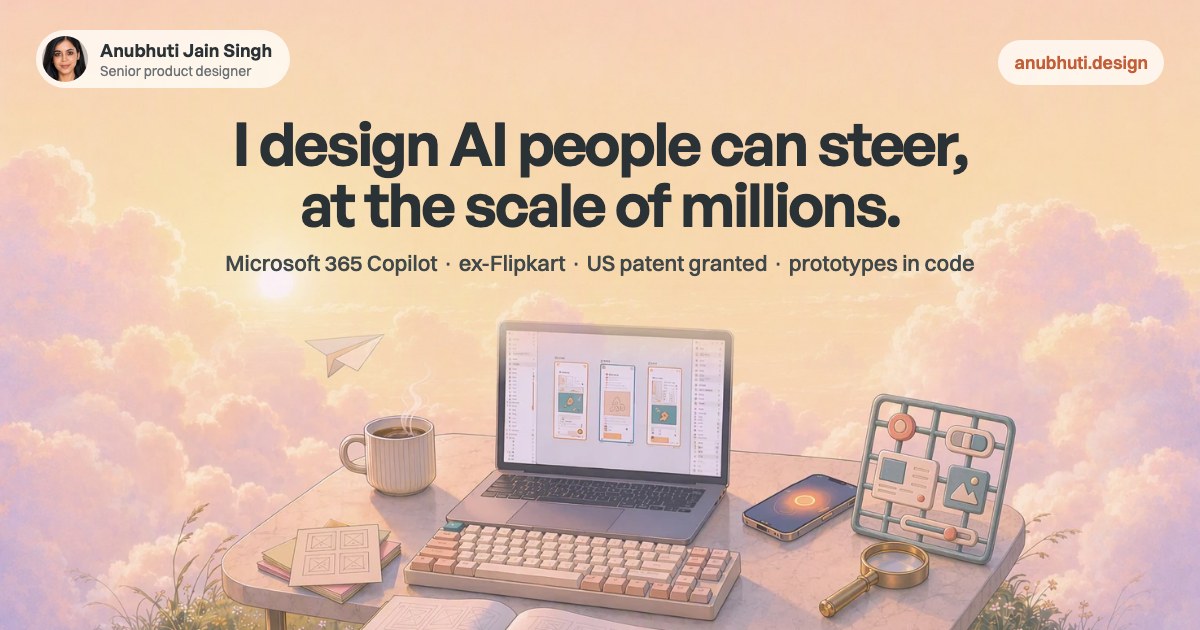 Anubhuti Jain Singh
Senior product designer
anubhuti.design
I design AI people can steer,
at the scale of millions.
Microsoft 365 Copilot · ex-Flipkart · US patent granted · prototypes in code